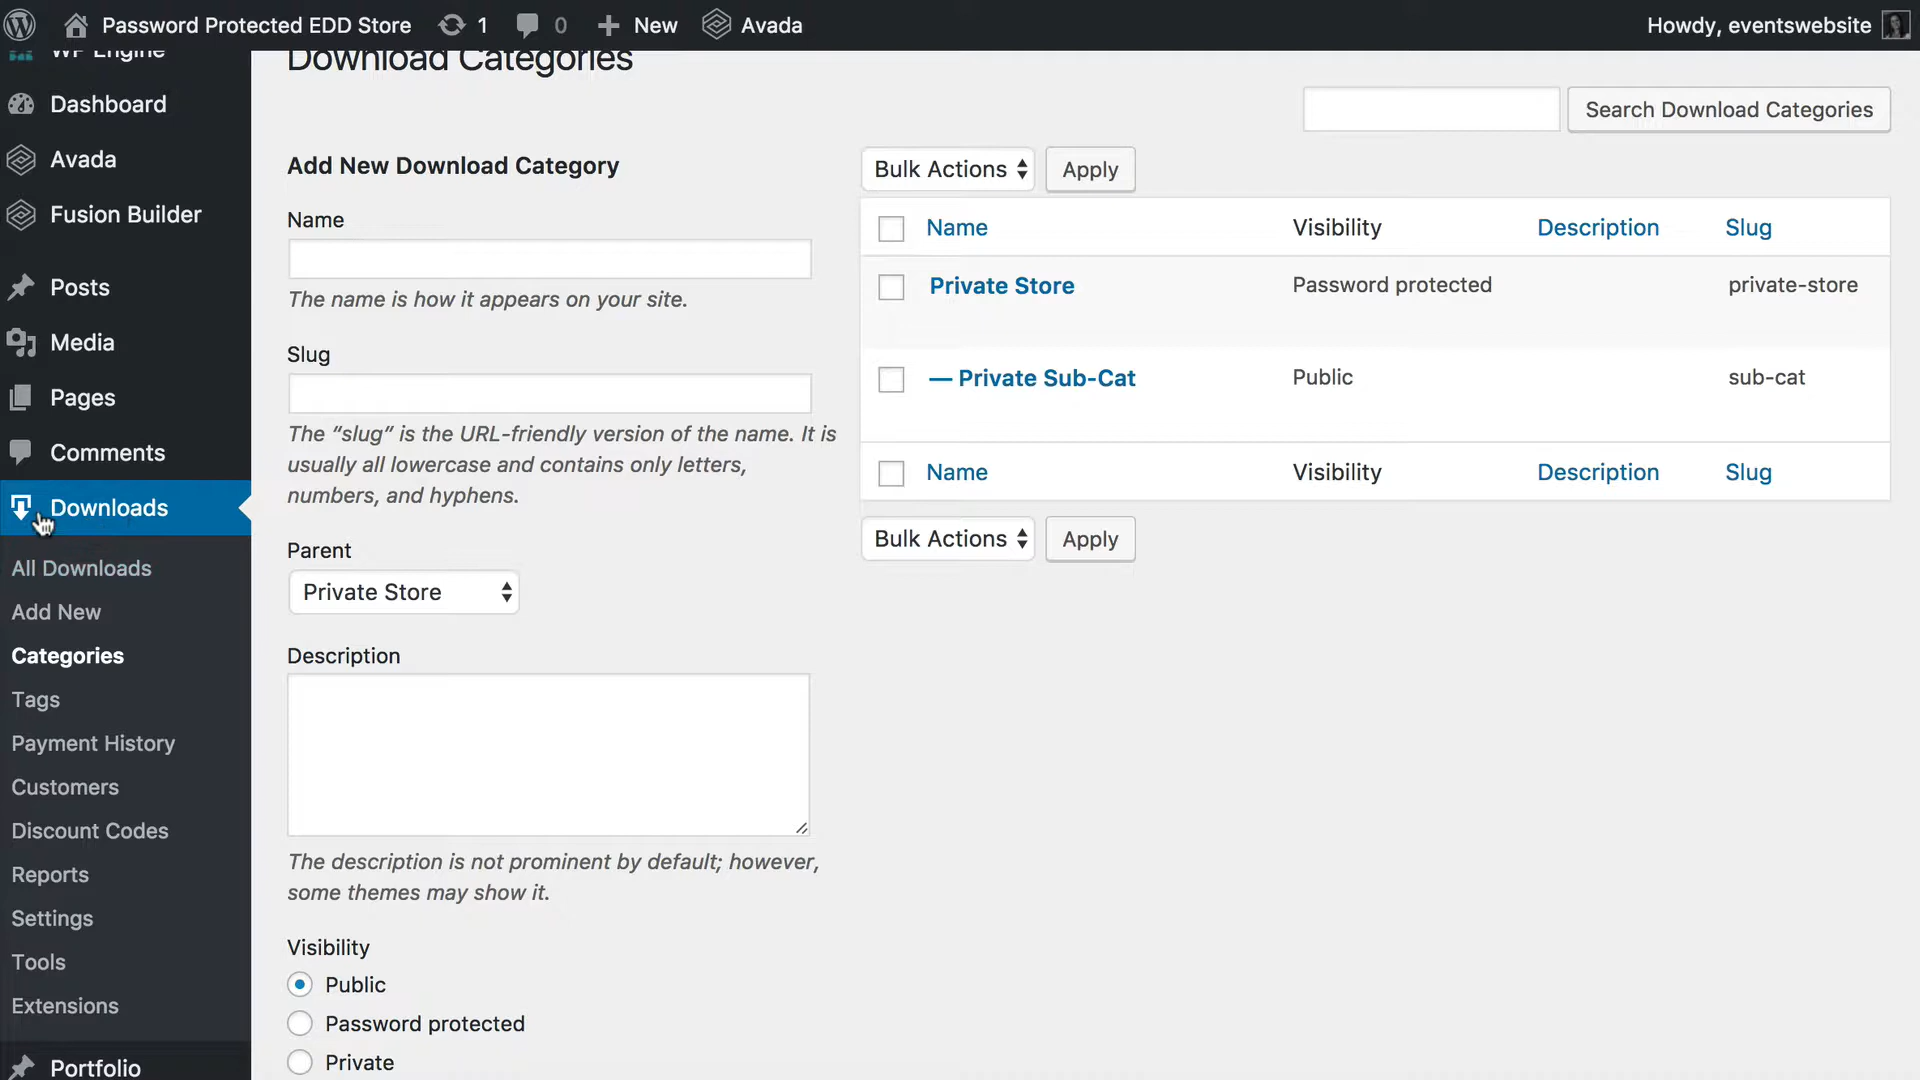 Password Protected EDD Store
1
0
New
Avada
Howdy, eventswebsite
WP Engine
Dashboard
Avada
Fusion Builder
Posts
Media
Pages
Comments
Downloads
All Downloads
Add New
Categories
Tags
Payment History
Customers
Discount Codes
Reports
Settings
Tools
Extensions
Portfolio
Download Categories
Search Download Categories
Add New Download Category
Name
The name is how it appears on your site.
Slug
The “slug” is the URL-friendly version of the name. It is
usually all lowercase and contains only letters,
numbers, and hyphens.
Parent
Private Store
Description
The description is not prominent by default; however,
some themes may show it.
Visibility
Public
Password protected
Private
Bulk Actions Apply
Name Visibility Description Slug
Private Store Password protected private-store
— Private Sub-Cat Public sub-cat
Name Visibility Description Slug
Bulk Actions Apply